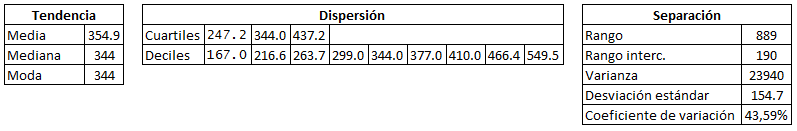 Tendencia
Media 354.9
Mediana 344
Moda 344
Dispersión
Cuartiles 247.2 344.0 437.2
Deciles 167.0 216.6 263.7 299.0 344.0 377.0 410.0 466.4 549.5
Separación
Rango 889
Rango interc. 190
Varianza 23940
Desviación estándar 154.7
Coeficiente de variación 43,59%